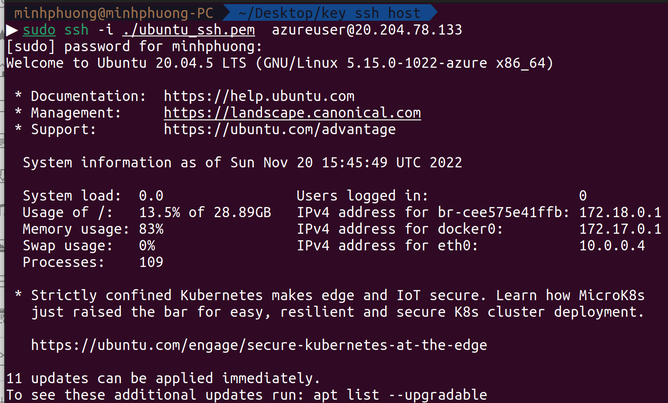 minhphuong@minhphuong-PC ~/Desktop/key ssh host
▶ sudo ssh -i ./ubuntu_ssh.pem  azureuser@20.204.78.133
[sudo] password for minhphuong:
Welcome to Ubuntu 20.04.5 LTS (GNU/Linux 5.15.0-1022-azure x86_64)
* Documentation:  https://help.ubuntu.com
* Management:     https://landscape.canonical.com
* Support:        https://ubuntu.com/advantage
System information as of Sun Nov 20 15:45:49 UTC 2022
System load:  0.0                Users logged in:                  0
Usage of /:   13.5% of 28.89GB   IPv4 address for br-cee575e41ffb: 172.18.0.1
Memory usage: 83%                IPv4 address for docker0:         172.17.0.1
Swap usage:   0%                 IPv4 address for eth0:            10.0.0.4
Processes:    109
* Strictly confined Kubernetes makes edge and IoT secure. Learn how MicroK8s
just raised the bar for easy, resilient and secure K8s cluster deployment.
https://ubuntu.com/engage/secure-kubernetes-at-the-edge
11 updates can be applied immediately.
To see these additional updates run: apt list --upgradable